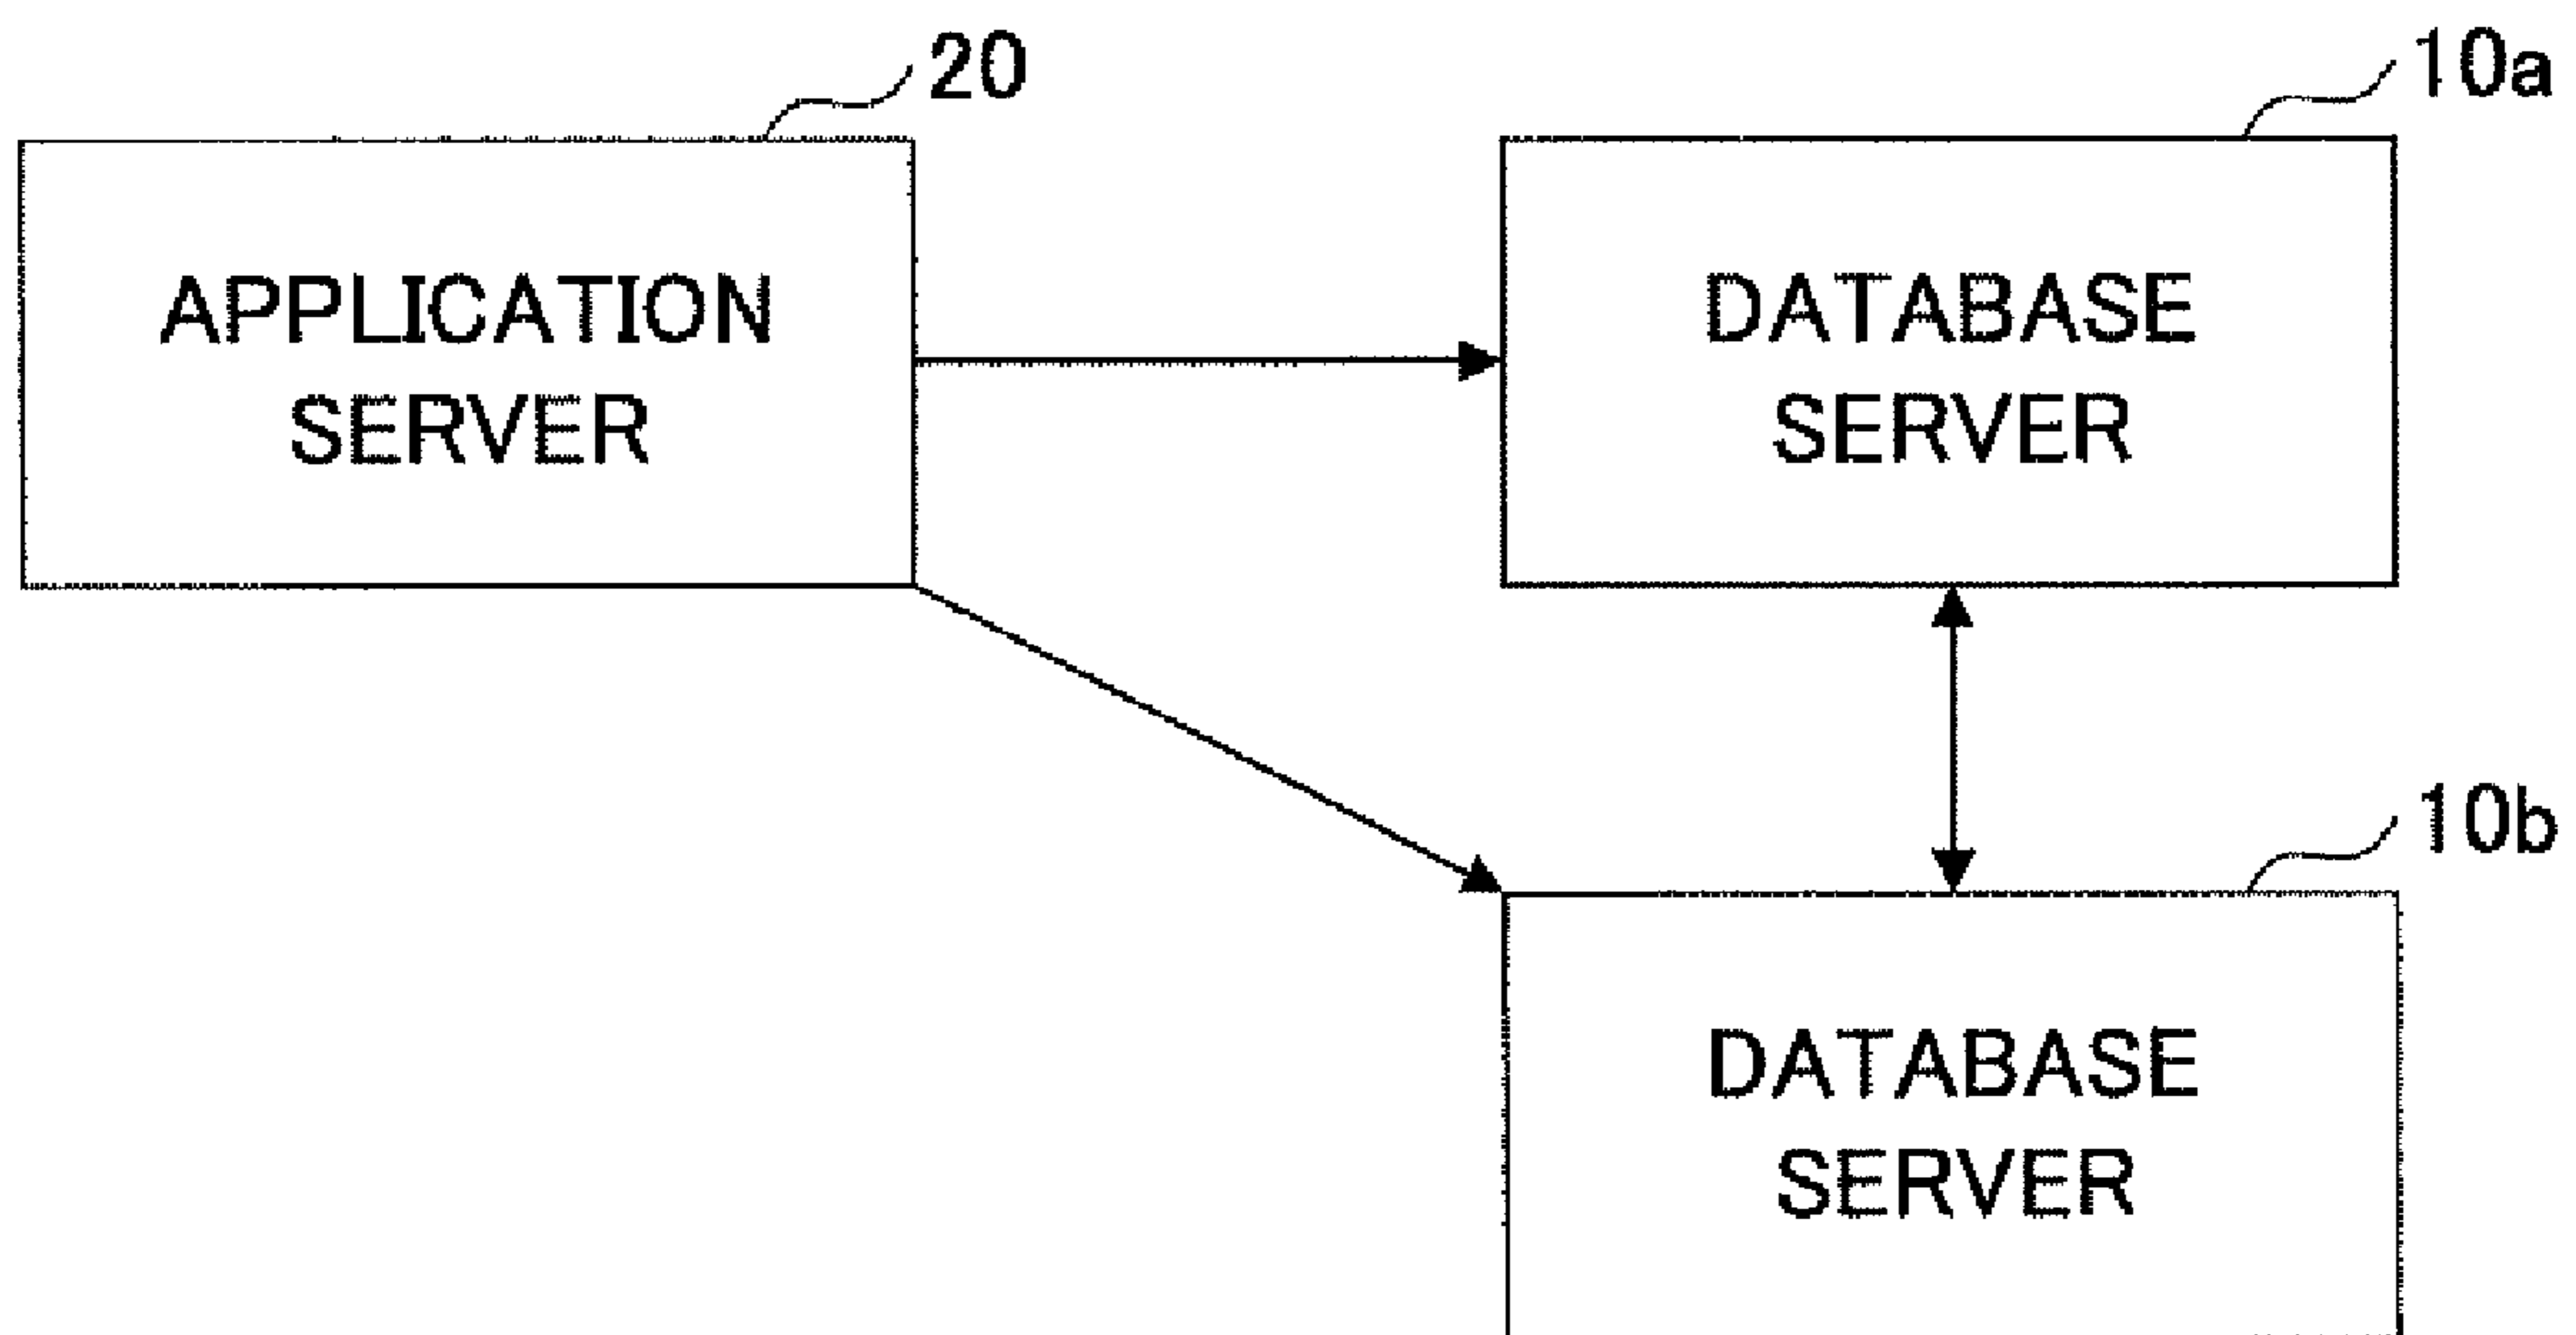 20
10a
APPLICATION
SERVER
DATABASE
SERVER
10b
DATABASE
SERVER